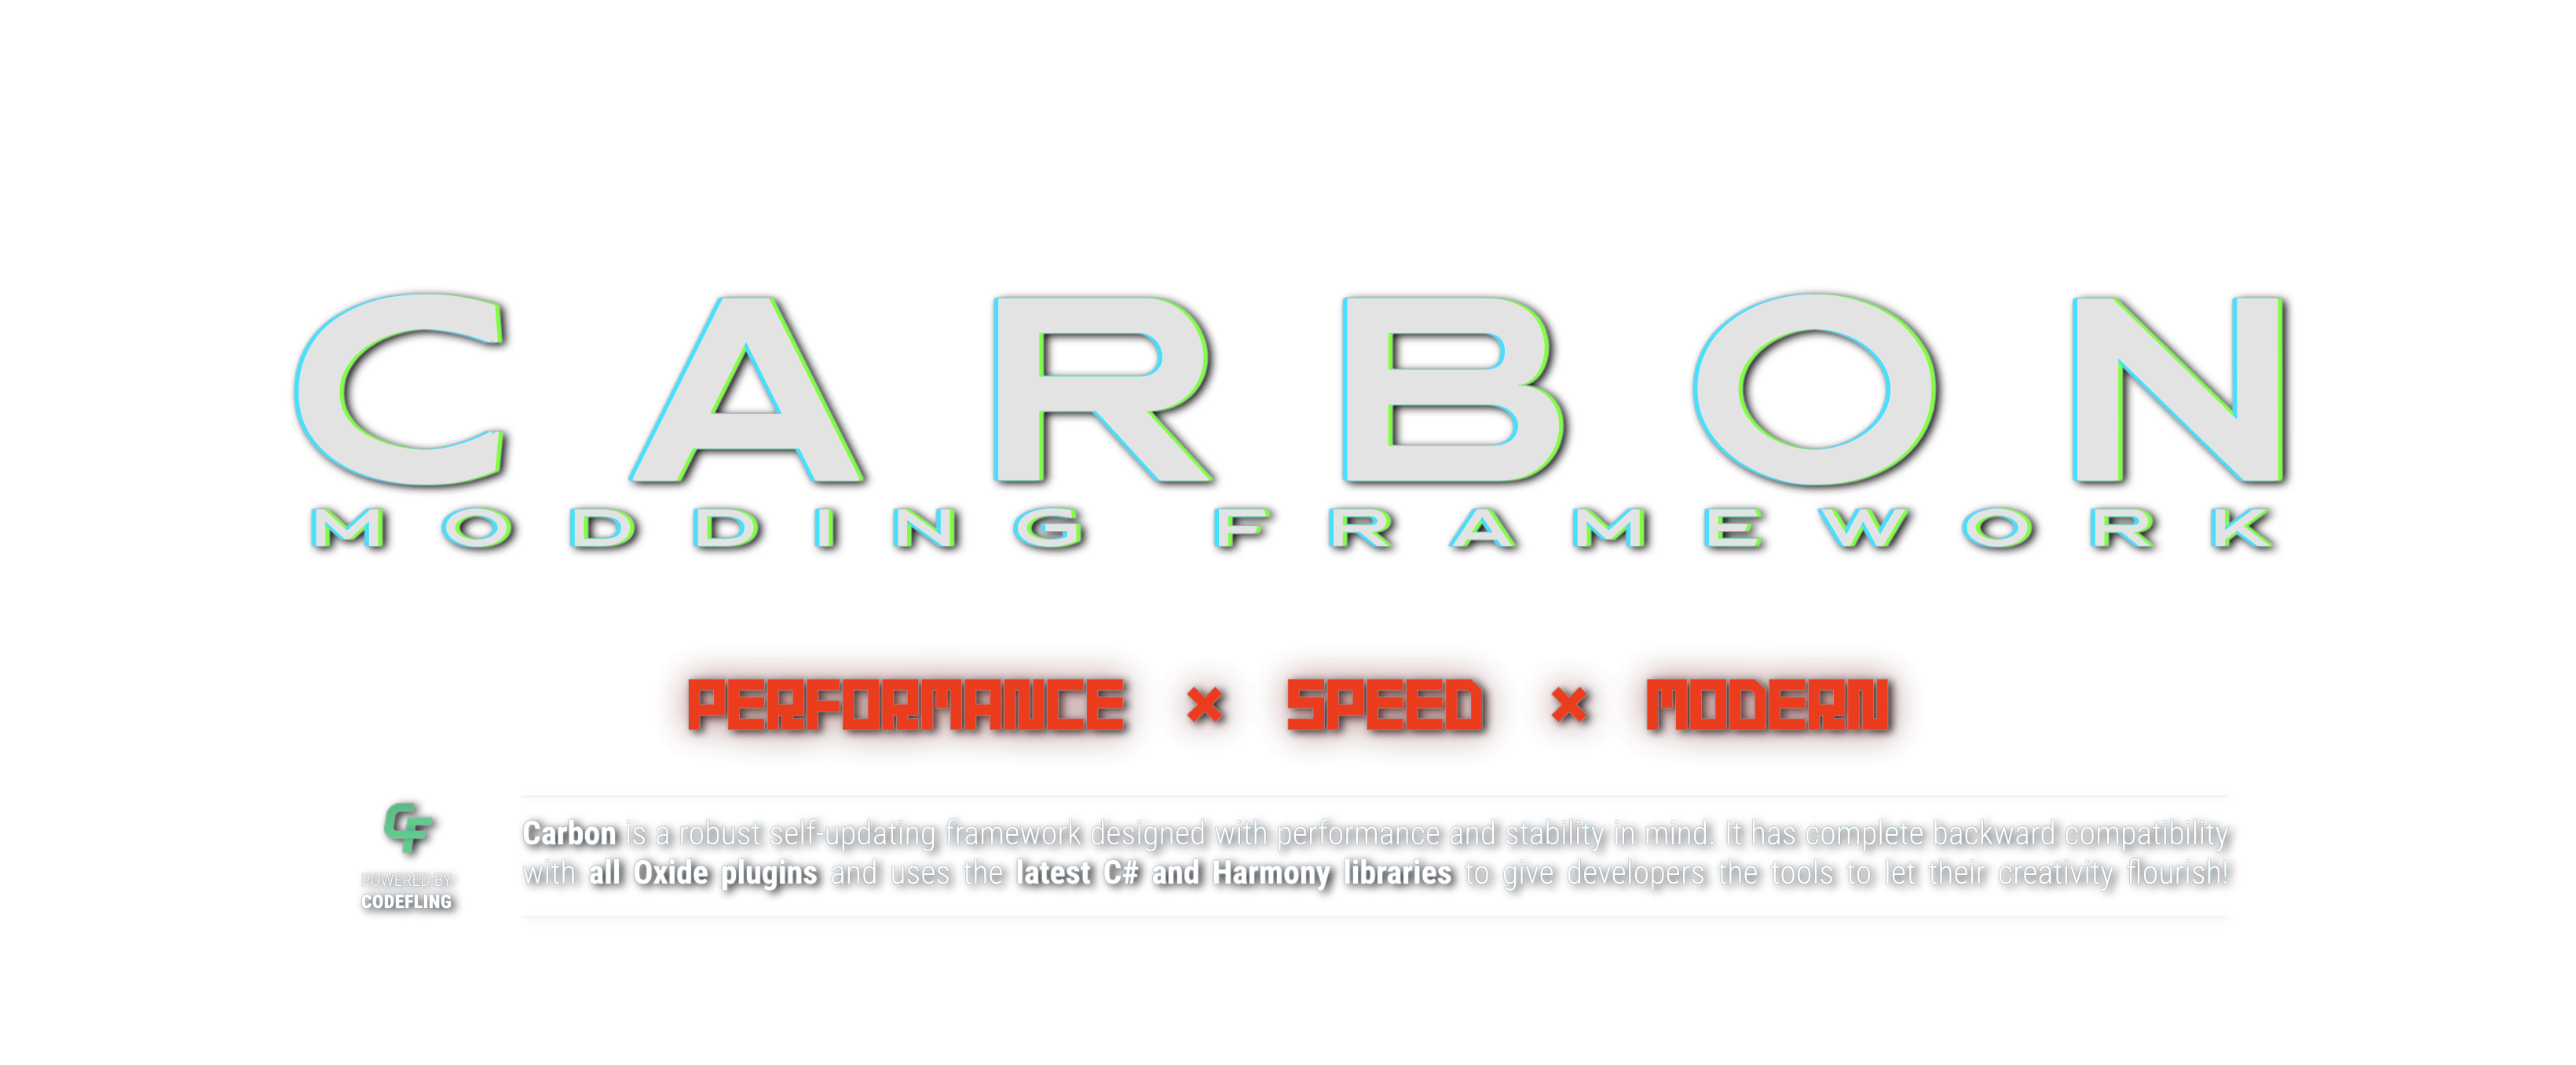 CARBON
MODDING FRAMEWORK
PERFORMANCE × SPEED × MODERN
CF
POWERED BY
CODEFLING
Carbon is a robust self-updating framework designed with performance and stability in mind. It has complete backward compatibility
with all Oxide plugins and uses the latest C# and Harmony libraries to give developers the tools to let their creativity flourish!